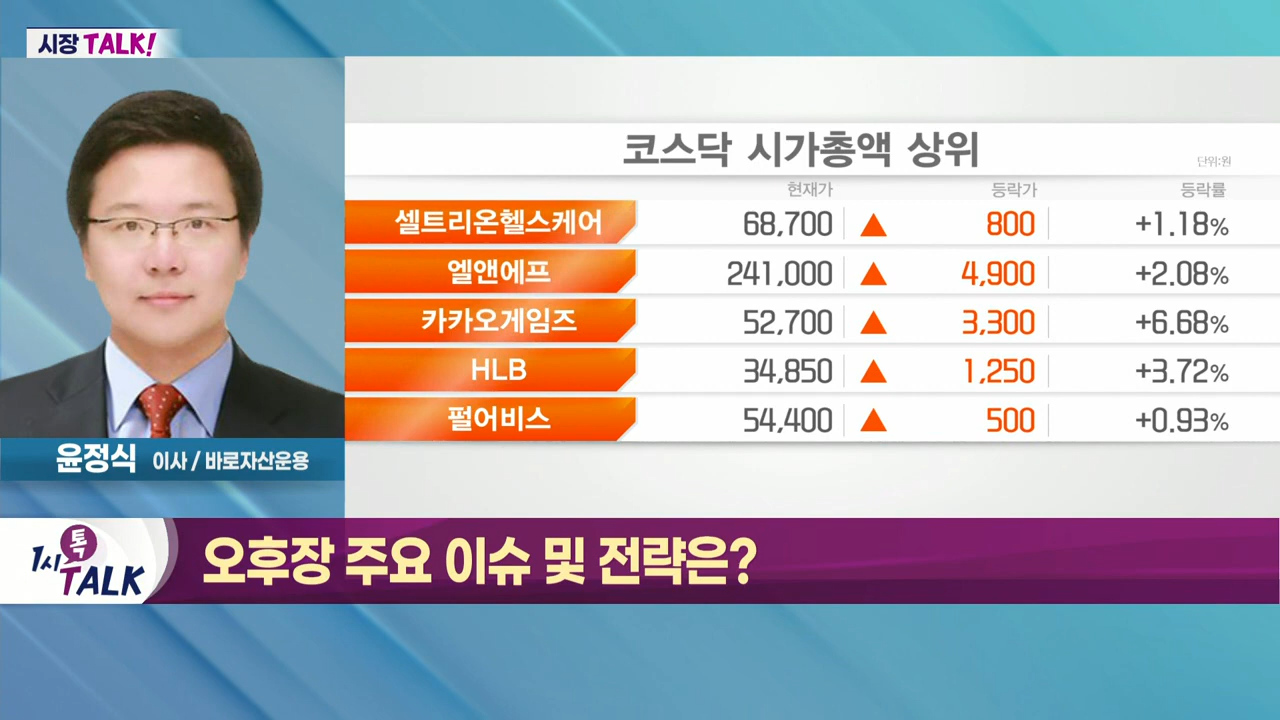 시장 TALK!
코스닥 시가총액 상위
단위:원
현재가 등락가 등락률
셀트리온헬스케어 68,700 ▲ 800 +1.18%
엘앤에프 241,000 ▲ 4,900 +2.08%
카카오게임즈 52,700 ▲ 3,300 +6.68%
HLB 34,850 ▲ 1,250 +3.72%
펄어비스 54,400 ▲ 500 +0.93%
윤정식 이사 / 바로자산운용
1시 톡 TALK
오후장 주요 이슈 및 전략은?